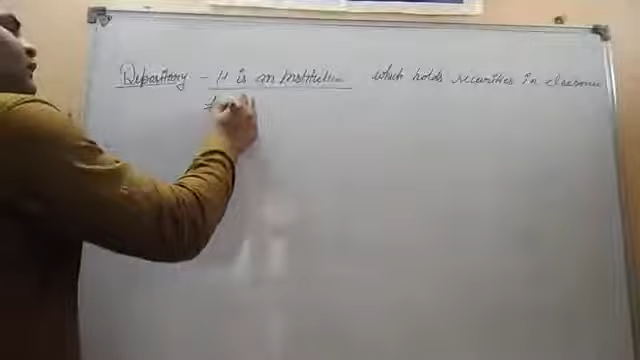 Depository - It is an Institution which holds securities in electronic
f